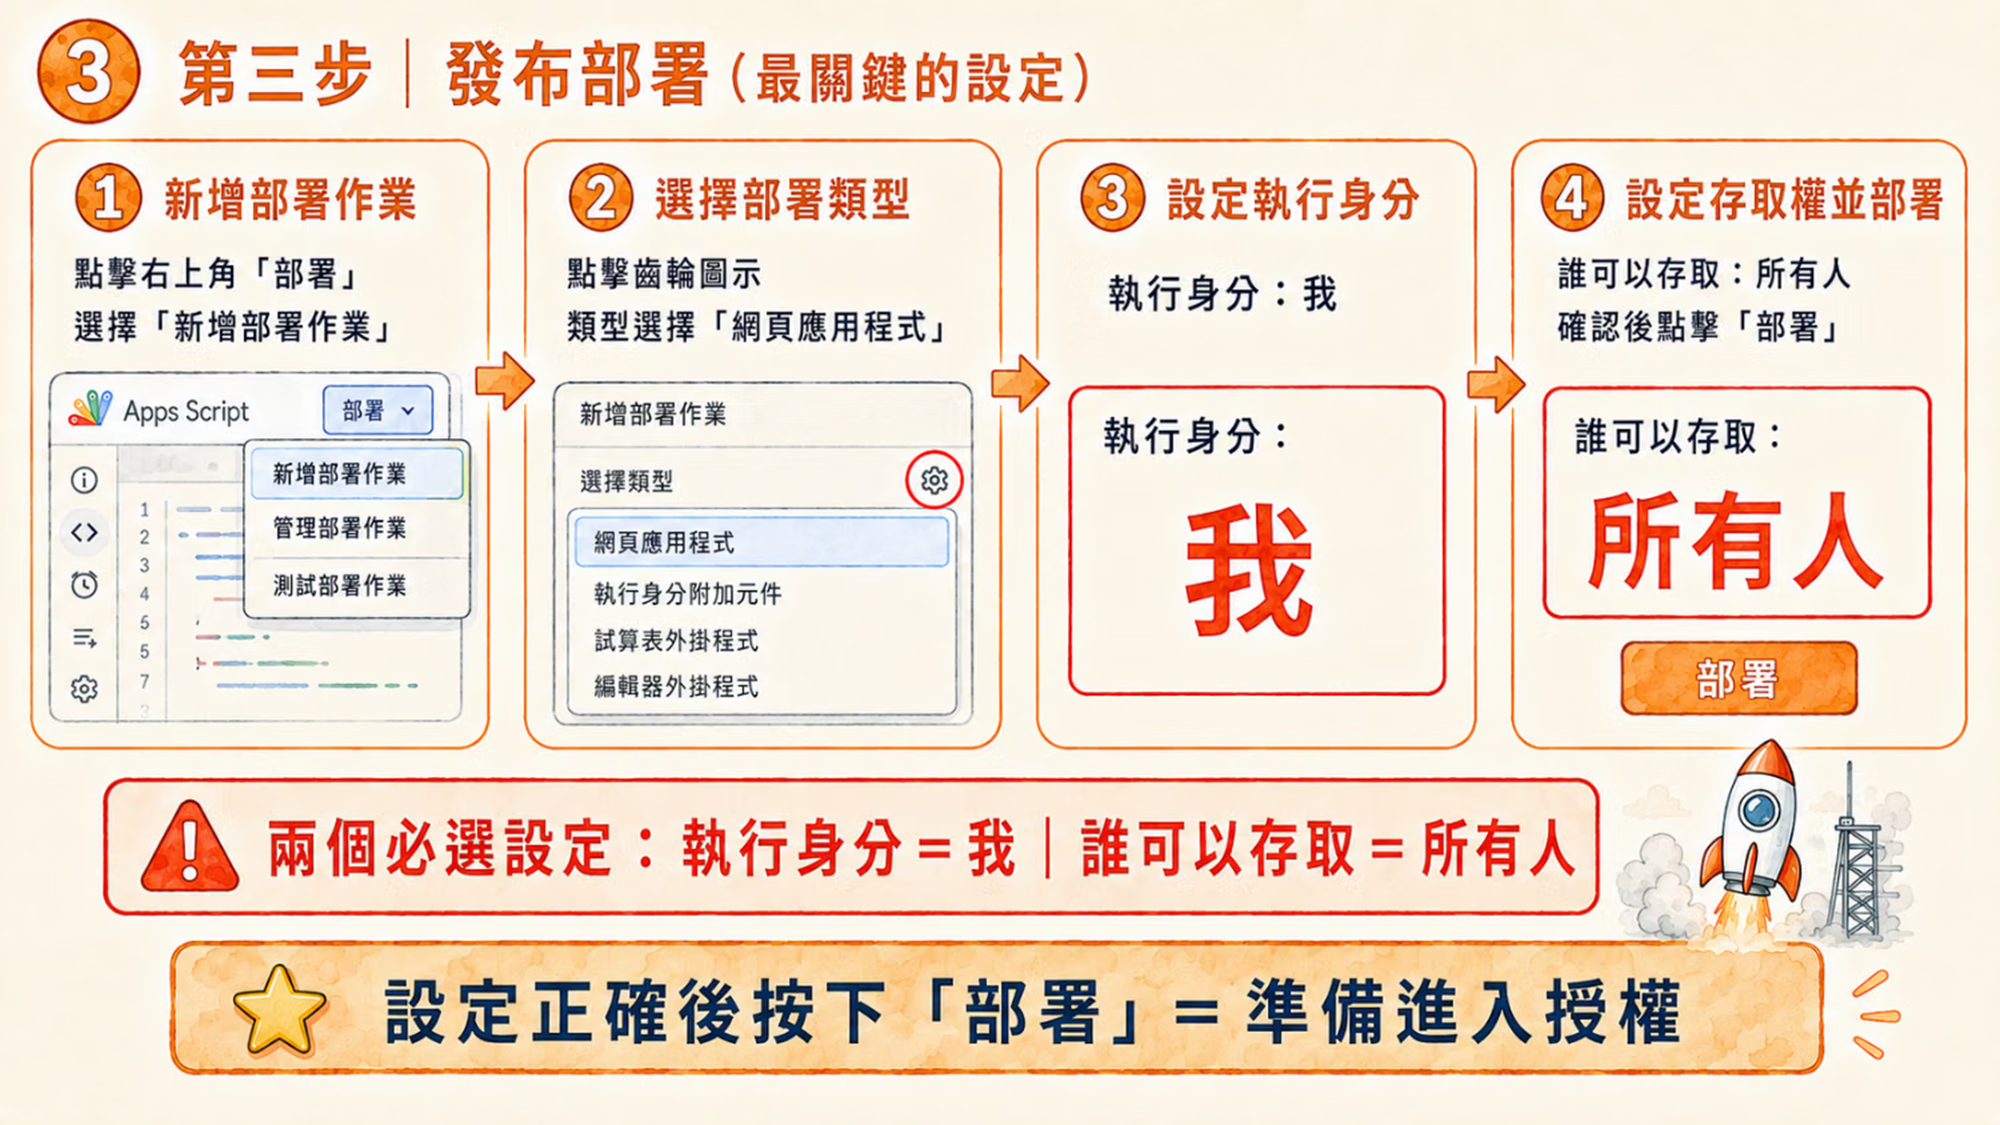 3 第三步｜發布部署（最關鍵的設定）
1 新增部署作業
點擊右上角「部署」
選擇「新增部署作業」
Apps Script 部署
新增部署作業
管理部署作業
測試部署作業
1
2
3
4
5
5
7
3
2 選擇部署類型
點擊齒輪圖示
類型選擇「網頁應用程式」
新增部署作業
選擇類型
網頁應用程式
執行身分附加元件
試算表外掛程式
編輯器外掛程式
3 設定執行身分
執行身分：我
執行身分：
我
4 設定存取權並部署
誰可以存取：所有人
確認後點擊「部署」
誰可以存取：
所有人
部署
兩個必選設定：執行身分＝我｜誰可以存取＝所有人
設定正確後按下「部署」＝準備進入授權